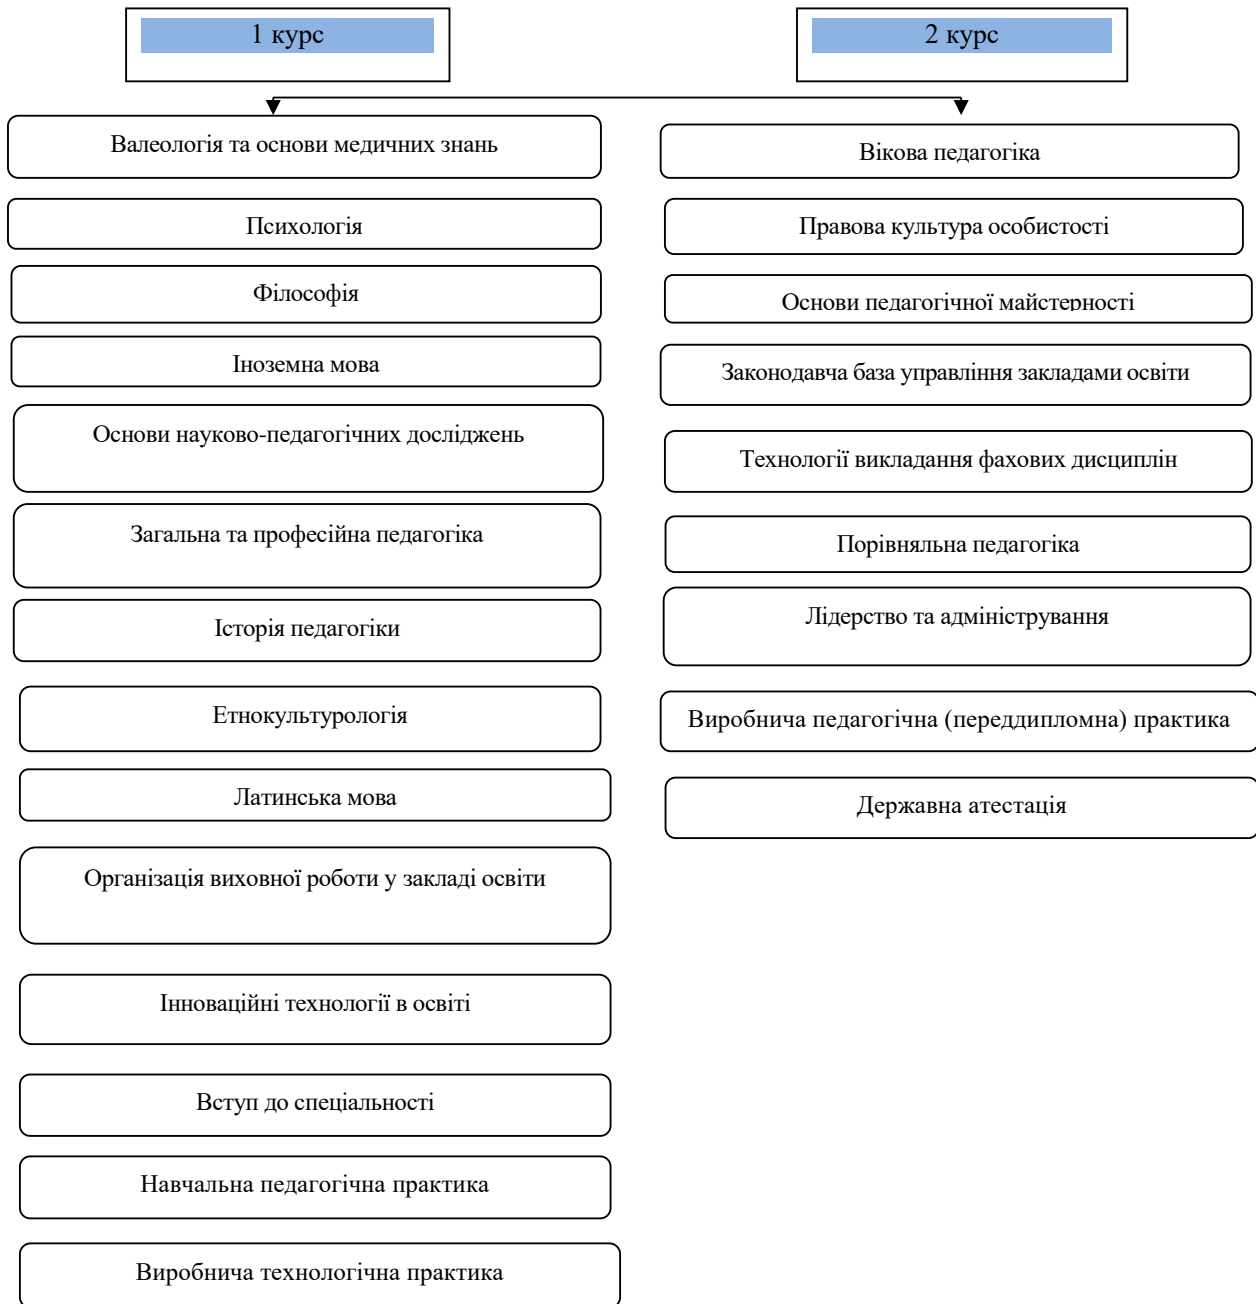 1 курс
2 курс
Валеологія та основи медичних знань
Психологія
Філософія
Іноземна мова
Основи науково-педагогічних досліджень
Загальна та професійна педагогіка
Історія педагогіки
Етнокультурологія
Латинська мова
Організація виховної роботи у закладі освіти
Інноваційні технології в освіті
Вступ до спеціальності
Навчальна педагогічна практика
Виробнича технологічна практика
Вікова педагогіка
Правова культура особистості
Основи педагогічної майстерності
Законодавча база управління закладами освіти
Технології викладання фахових дисциплін
Порівняльна педагогіка
Лідерство та адміністрування
Виробнича педагогічна (переддипломна) практика
Державна атестація